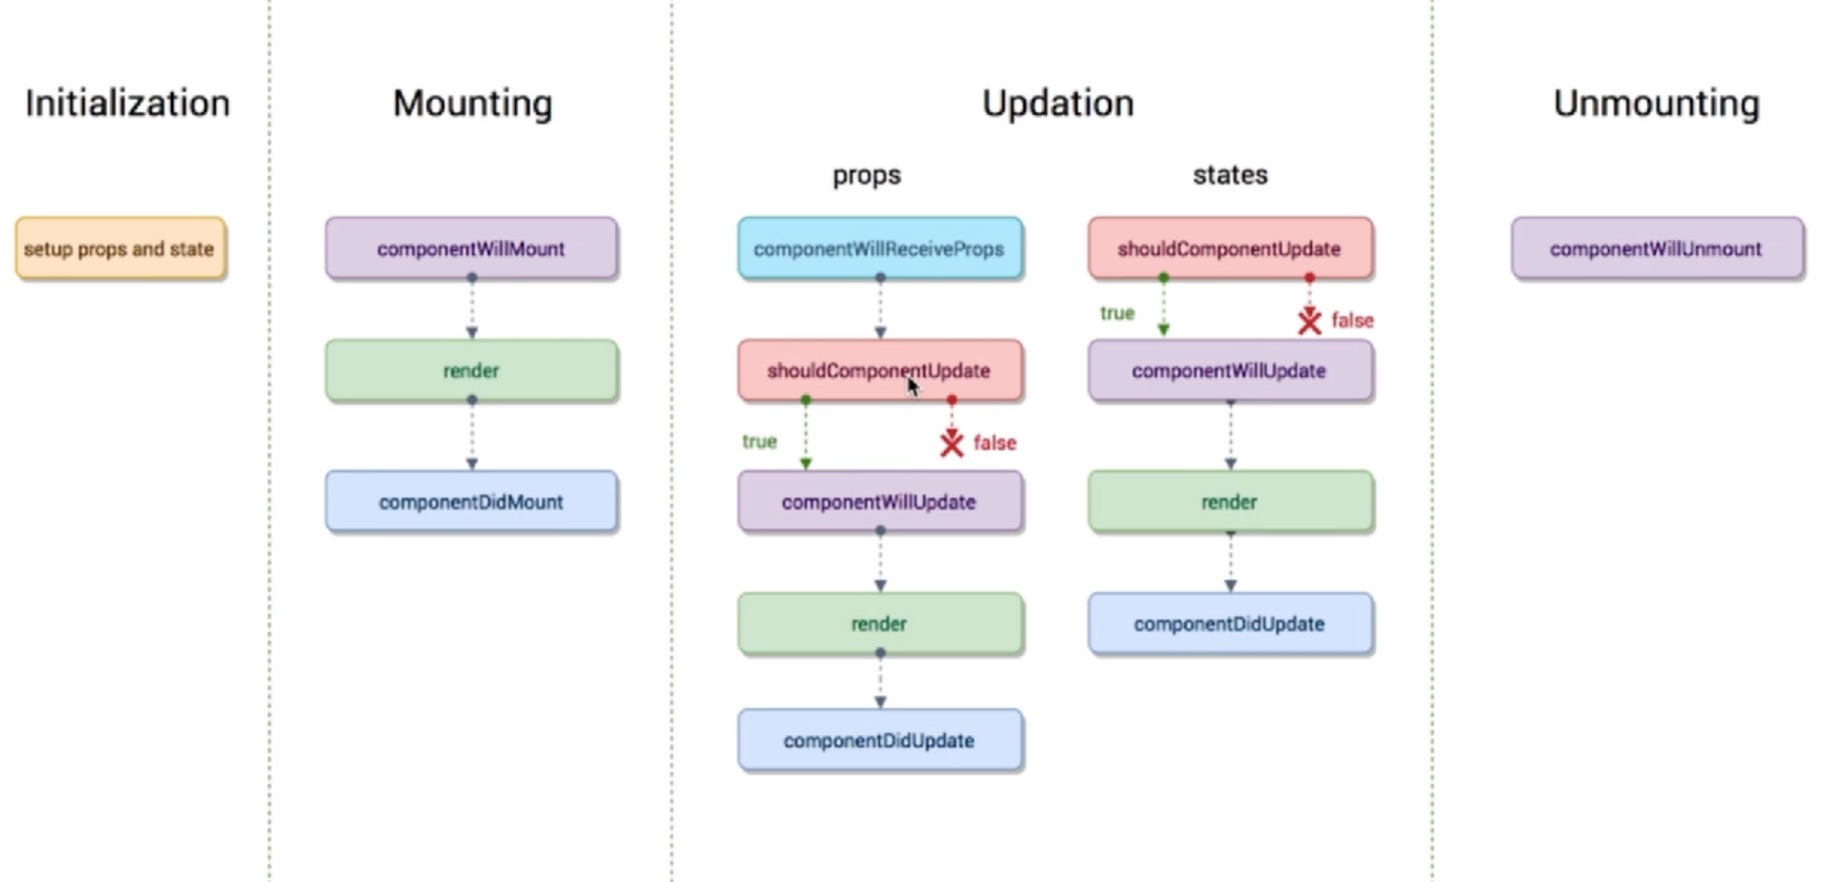 Initialization
setup props and state
Mounting
componentWillMount
render
componentDidMount
Updation
props
componentWillReceiveProps
shouldComponentUpdate
true
false
componentWillUpdate
render
componentDidUpdate
states
shouldComponentUpdate
true
false
componentWillUpdate
render
componentDidUpdate
Unmounting
componentWillUnmount